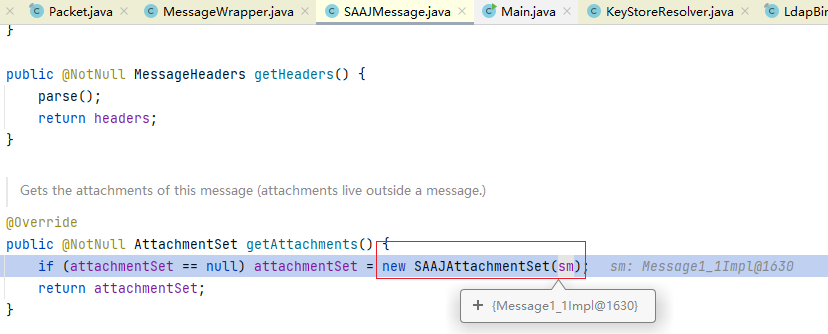 Packet.java × MessageWrapper.java × SAAJMessage.java × Main.java × KeyStoreResolver.java × LdapBin
}
public @NotNull MessageHeaders getHeaders() {
parse();
return headers;
}
Gets the attachments of this message (attachments live outside a message.)
@Override
public @NotNull AttachmentSet getAttachments() {
if (attachmentSet == null) attachmentSet = new SAAJAttachmentSet(sm); sm: Message1_1Impl@1630
return attachmentSet;
+ {Message1_1Impl@1630}
}